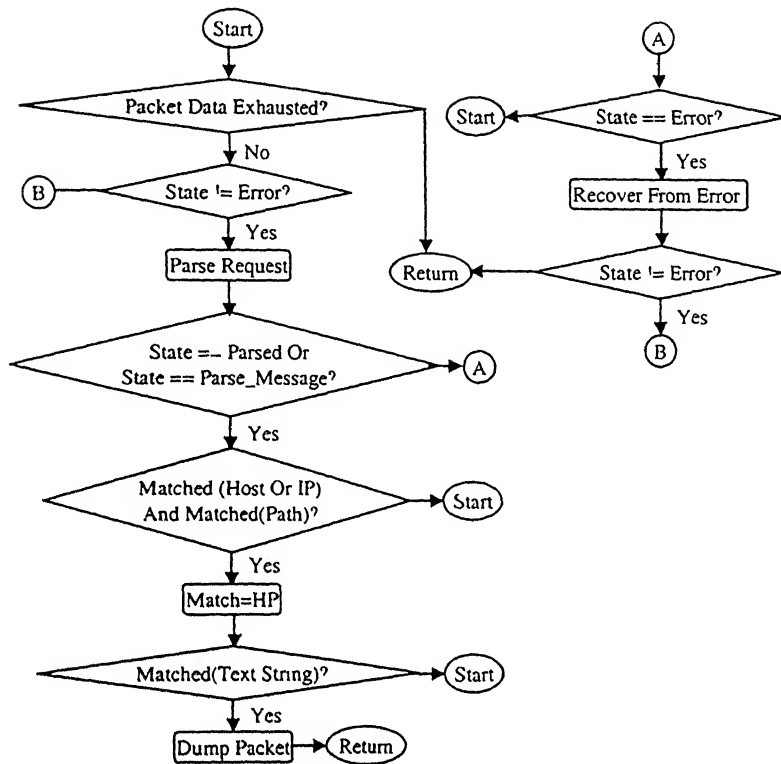 Start
Packet Data Exhausted?
No
B
State != Error?
Yes
Parse Request
State == Parsed Or
State == Parse_Message?
A
Yes
Matched (Host Or IP)
And Matched(Path)?
Start
Yes
Match=HP
Matched(Text String)?
Start
Yes
Dump Packet
Return
A
State == Error?
Start
Yes
Recover From Error
State != Error?
Return
Yes
B